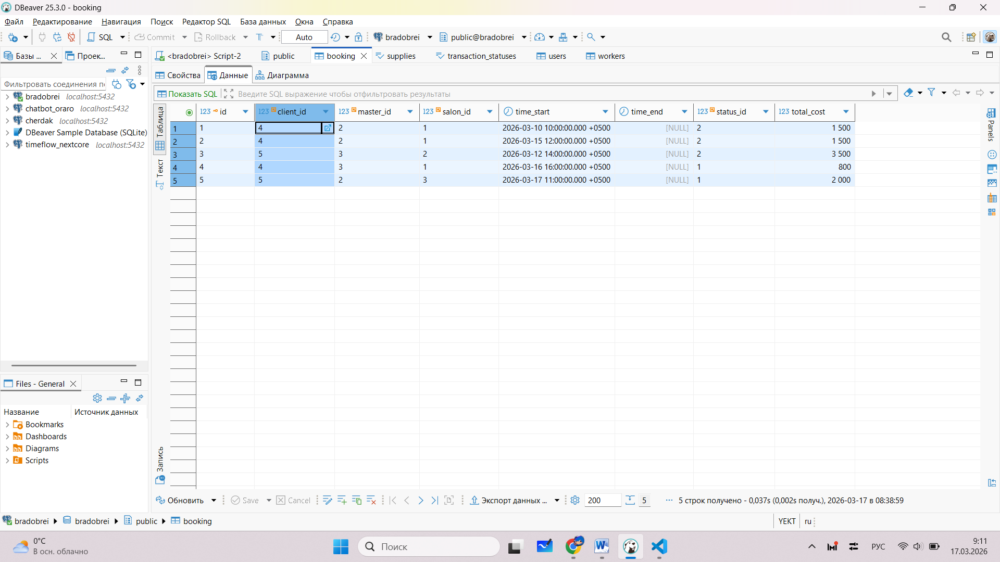 DBeaver 25.3.0 - booking
Файл Редактирование Навигация Поиск Редактор SQL База данных Окна Справка
SQL Commit Rollback Auto bradobrei public@bradobrei
Базы ... Проек...
<bradobrei> Script-2 public booking supplies transaction_statuses users workers
Свойства Данные Диаграмма
Фильтровать соединения по
Показать SQL Введите SQL выражение чтобы отфильтровать результаты
bradobrei localhost:5432
chatbot_oraro localhost:5432
cherdak localhost:5432
DBeaver Sample Database (SQLite)
timeflow_nextcore localhost:5432
Таблица
Текст
Запись
Panels
123 id 123 client_id 123 master_id 123 salon_id time_start time_end 123 status_id 123 total_cost
1 1 4 2 1 2026-03-10 10:00:00.000 +0500 [NULL] 2 1 500
2 2 4 2 1 2026-03-15 12:00:00.000 +0500 [NULL] 2 1 500
3 3 5 3 2 2026-03-12 14:00:00.000 +0500 [NULL] 2 3 500
4 4 4 3 1 2026-03-16 16:00:00.000 +0500 [NULL] 1 800
5 5 5 2 3 2026-03-17 11:00:00.000 +0500 [NULL] 1 2 000
Files - General
Название Источник данных
Bookmarks
Dashboards
Diagrams
Scripts
Обновить Save Cancel Экспорт данных ... 200 5 ··· 5 строк получено - 0,037s (0,002s получ.), 2026-03-17 в 08:38:59
bradobrei bradobrei public booking YEKT ru
0°C
В осн. облачно
Поиск
РУС
9:11
17.03.2026